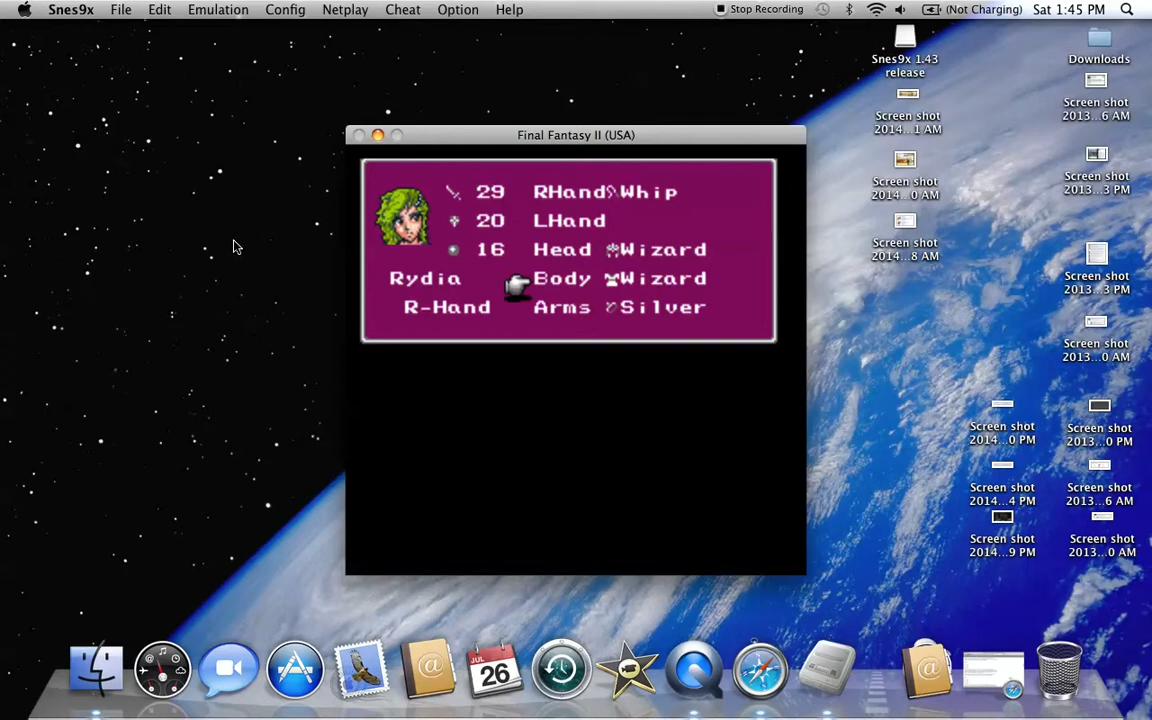 Snes9x File Edit Emulation Config Netplay Cheat Option Help Stop Recording (Not Charging) Sat 1:45 PM
Snes9x 1.43
release
Downloads
Screen shot
2014...1 AM
Screen shot
2013...6 AM
Screen shot
2014...0 AM
Screen shot
2013...3 PM
Screen shot
2014...8 AM
Screen shot
2013...3 PM
Screen shot
2013...0 AM
Screen shot
2014...0 PM
Screen shot
2013...0 PM
Screen shot
2014...4 PM
Screen shot
2013...6 AM
Screen shot
2014...9 PM
Screen shot
2013...0 AM
Final Fantasy II (USA)
29 RHand Whip
20 LHand
16 Head Wizard
Rydia Body Wizard
R-Hand Arms Silver
JUL
26